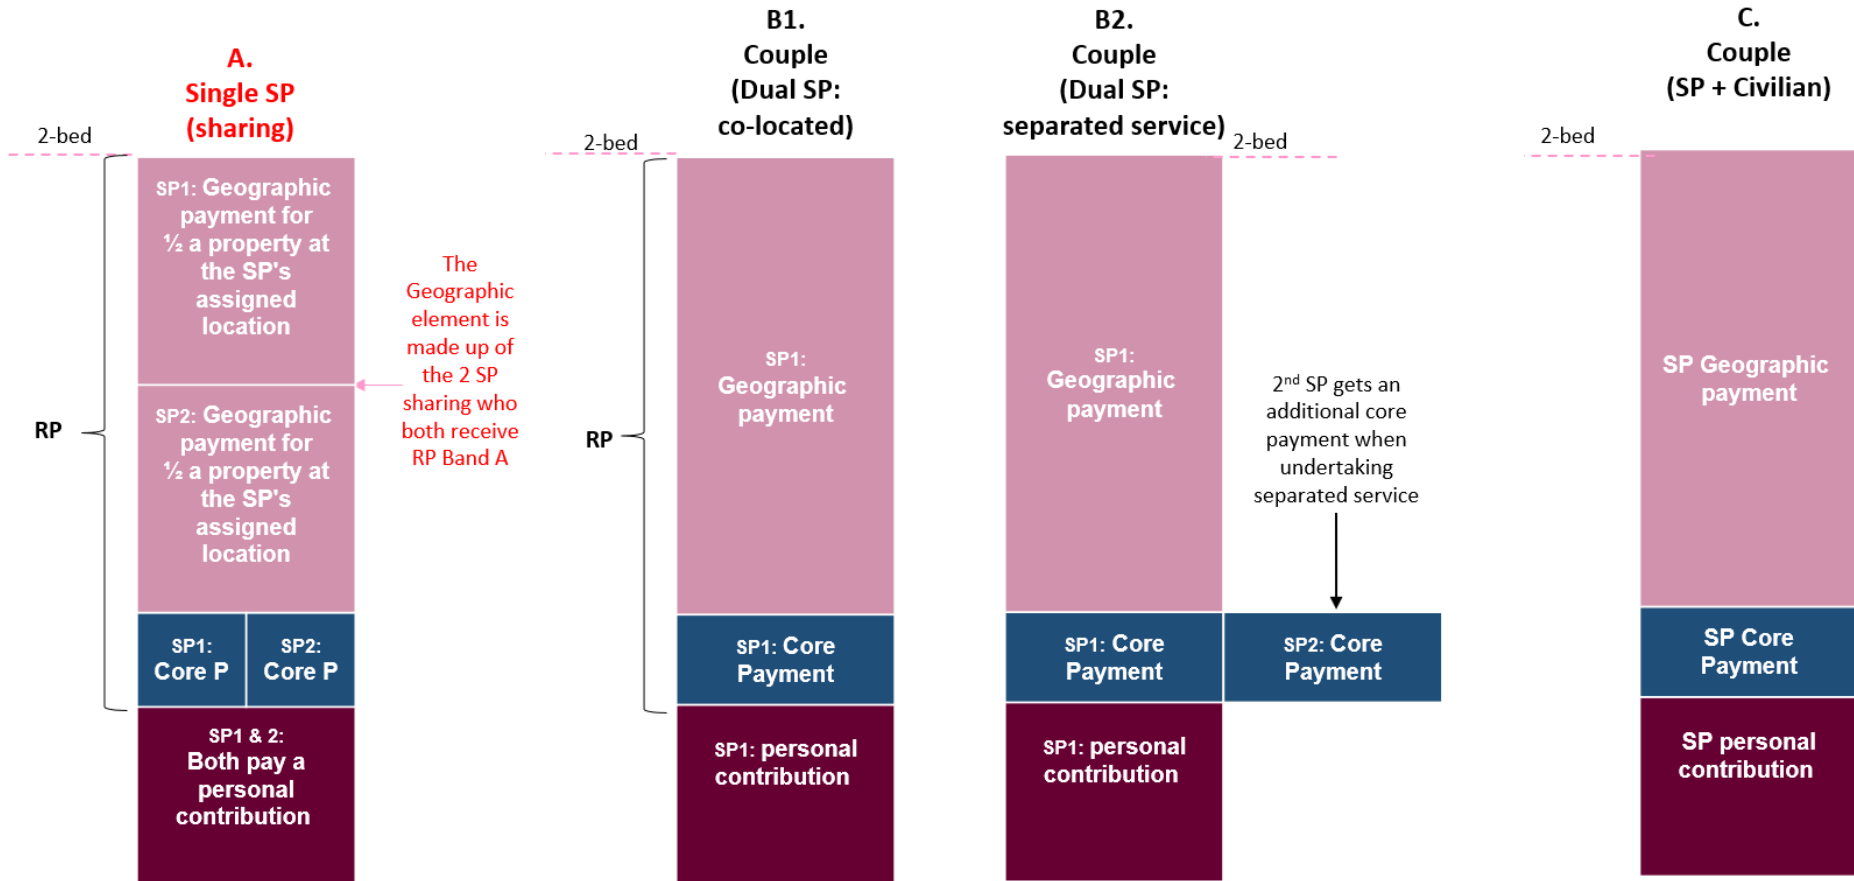 A.
Single SP
(sharing)
2-bed
RP
SP1: Geographic
payment for
½ a property at
the SP's
assigned
location
SP2: Geographic
payment for
½ a property at
the SP's
assigned
location
SP1:
Core P
SP2:
Core P
SP1 & 2:
Both pay a
personal
contribution
The
Geographic
element is
made up of
the 2 SP
sharing who
both receive
RP Band A
B1.
Couple
(Dual SP:
co-located)
2-bed
RP
SP1:
Geographic
payment
SP1: Core
Payment
SP1: personal
contribution
B2.
Couple
(Dual SP:
separated service)
2-bed
SP1:
Geographic
payment
SP1: Core
Payment
SP1: personal
contribution
2nd SP gets an
additional core
payment when
undertaking
separated service
SP2: Core
Payment
C.
Couple
(SP + Civilian)
2-bed
SP Geographic
payment
SP Core
Payment
SP personal
contribution